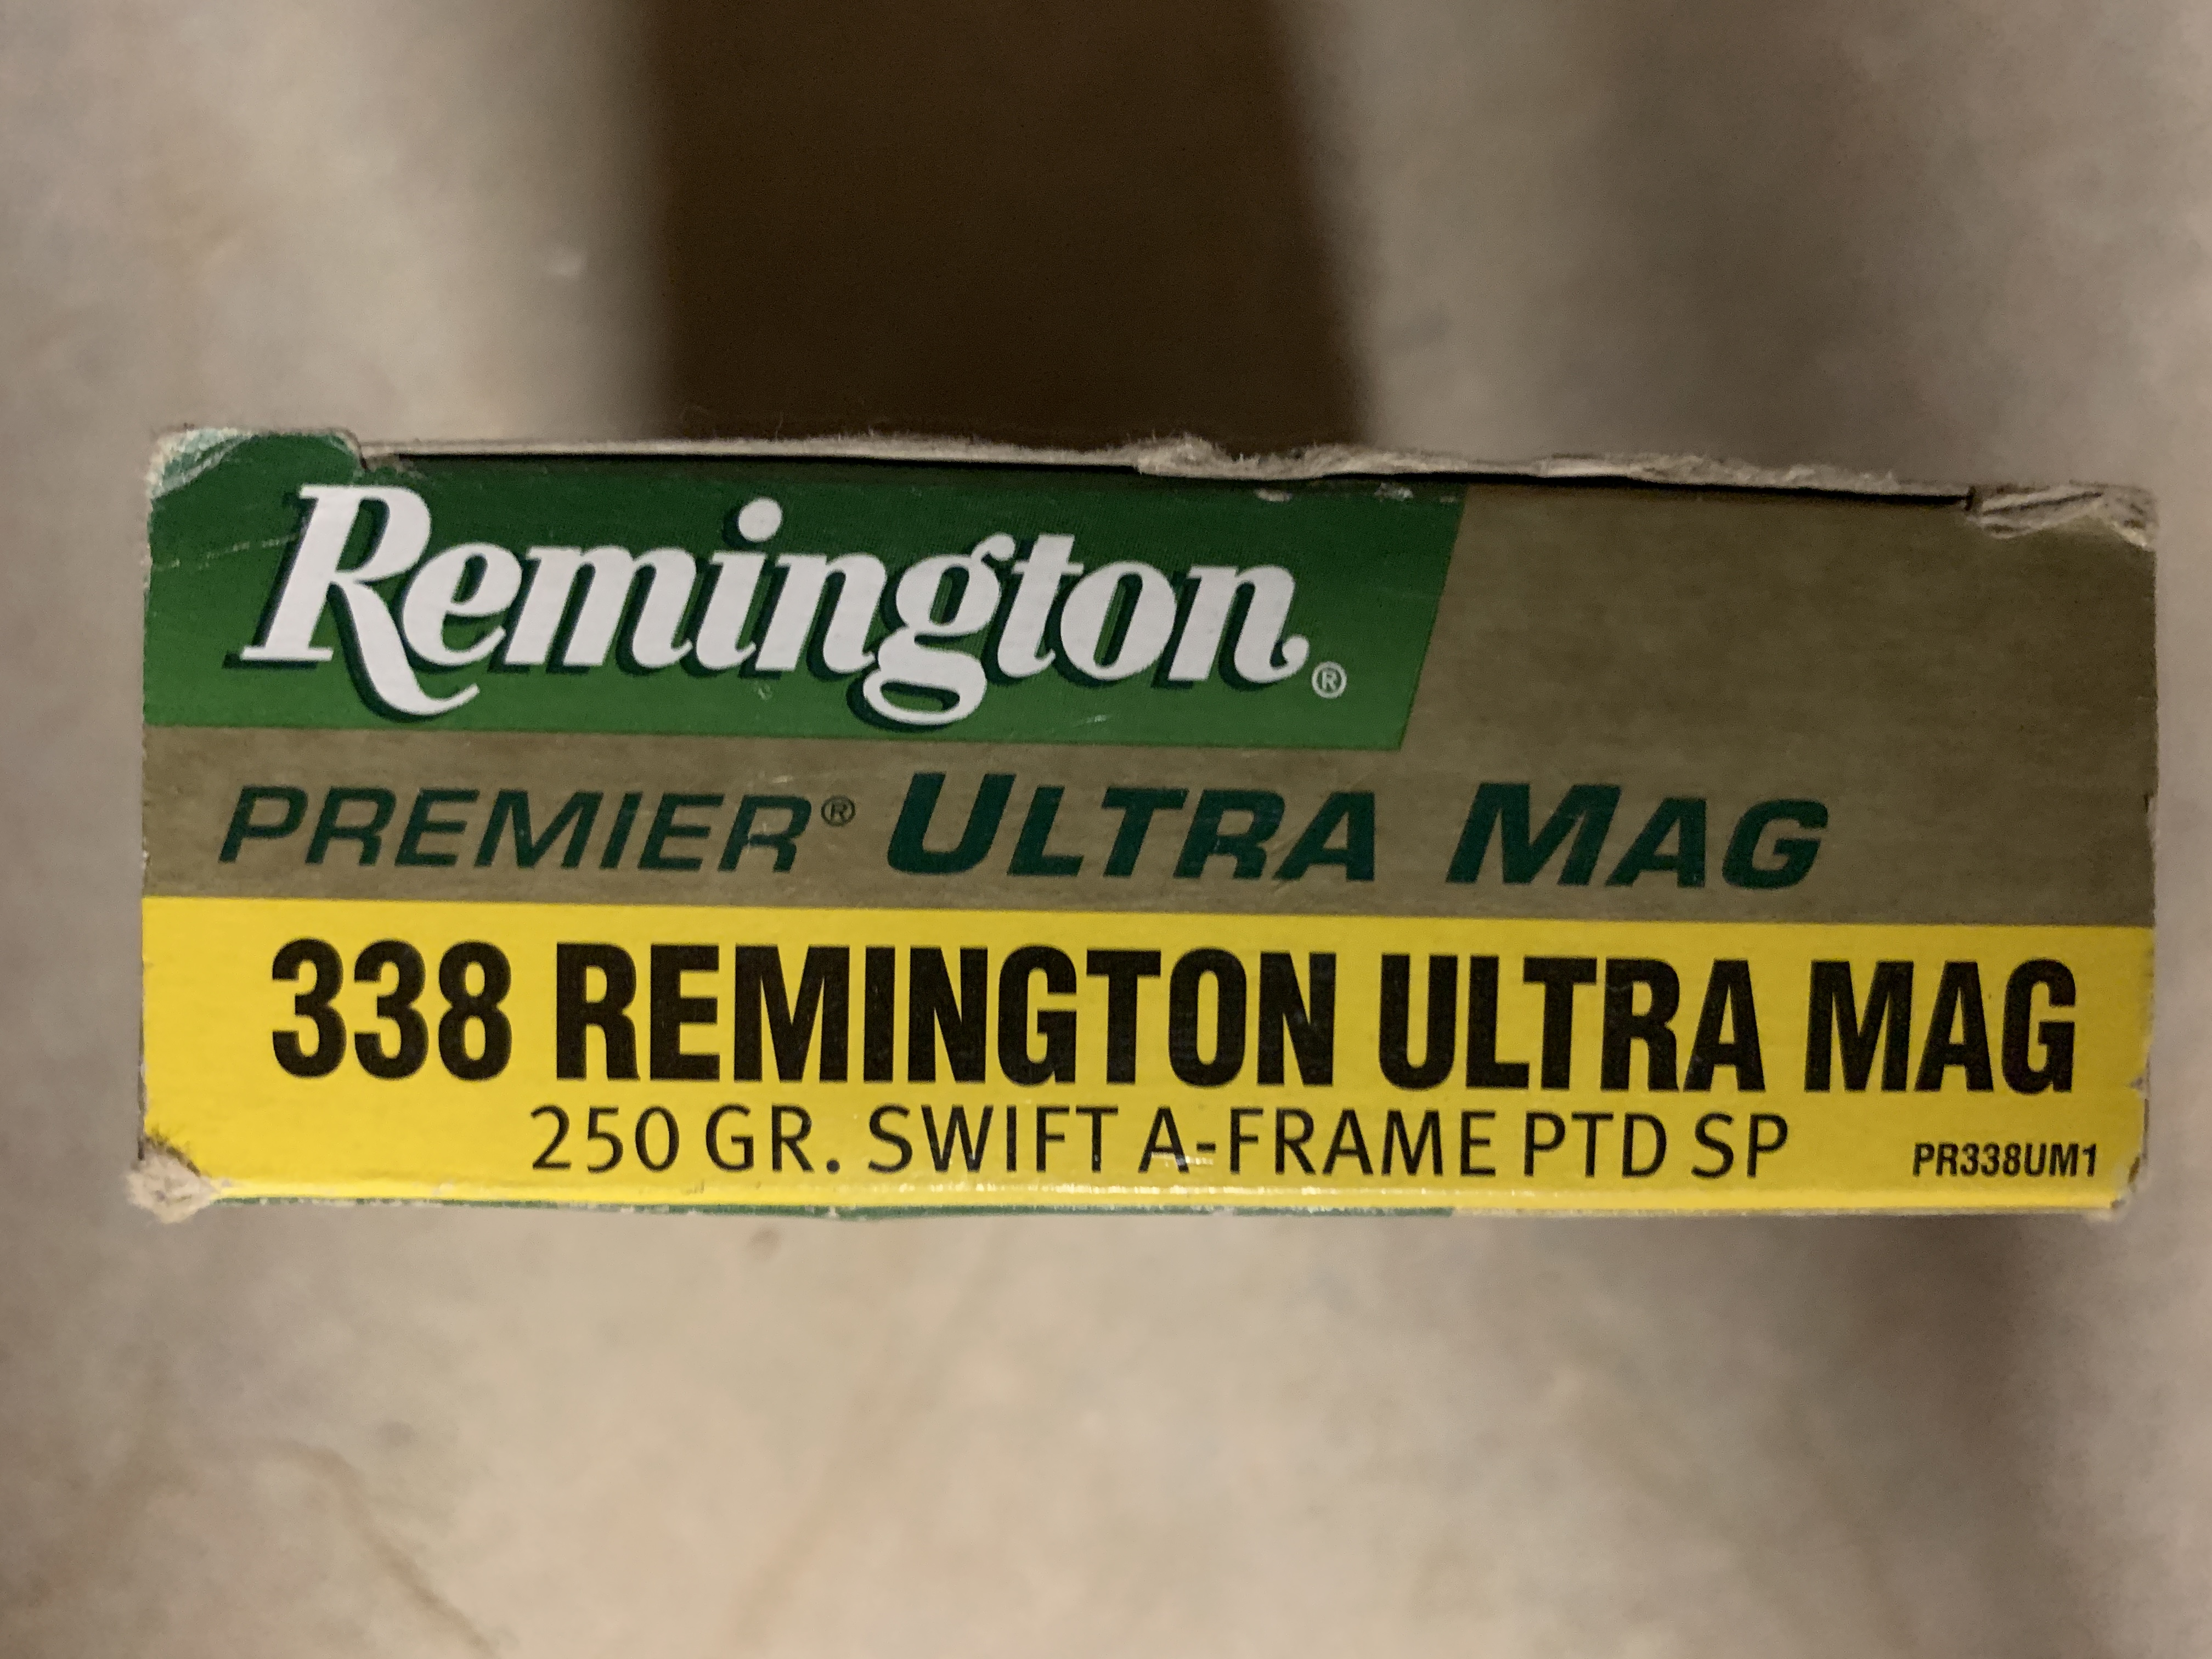 Remington®
PREMIER® ULTRA MAG
338 REMINGTON ULTRA MAG
250 GR. SWIFT A-FRAME PTD SP PR338UM1